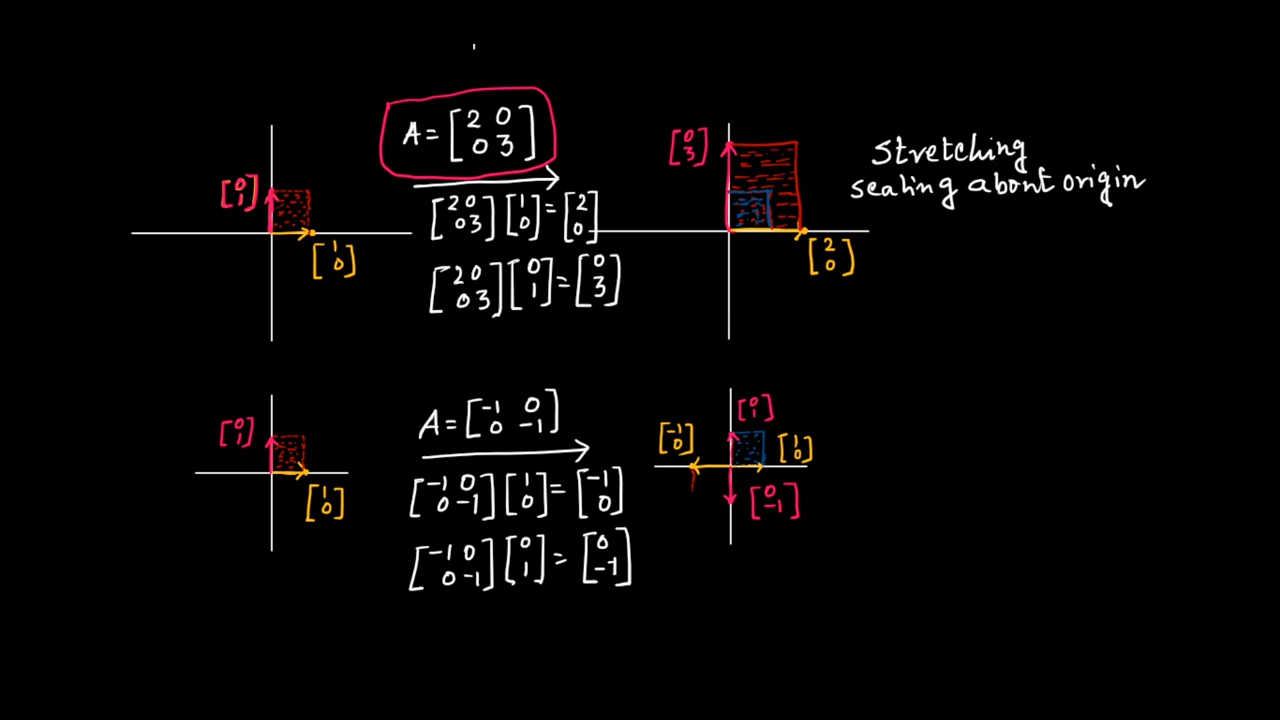 A = [2 0
0 3]
[0
1]
[1
0]
[2 0
0 3] [1
0] = [2
0]
[2 0
0 3] [0
1] = [0
3]
[0
3]
[2
0]
Stretching
scaling about origin
[0
1]
[1
0]
A = [-1 0
0 -1]
[-1 0
0 -1] [1
0] = [-1
0]
[-1 0
0 -1] [0
1] = [0
-1]
[0
1]
[-1
0]
[1
0]
[0
-1]